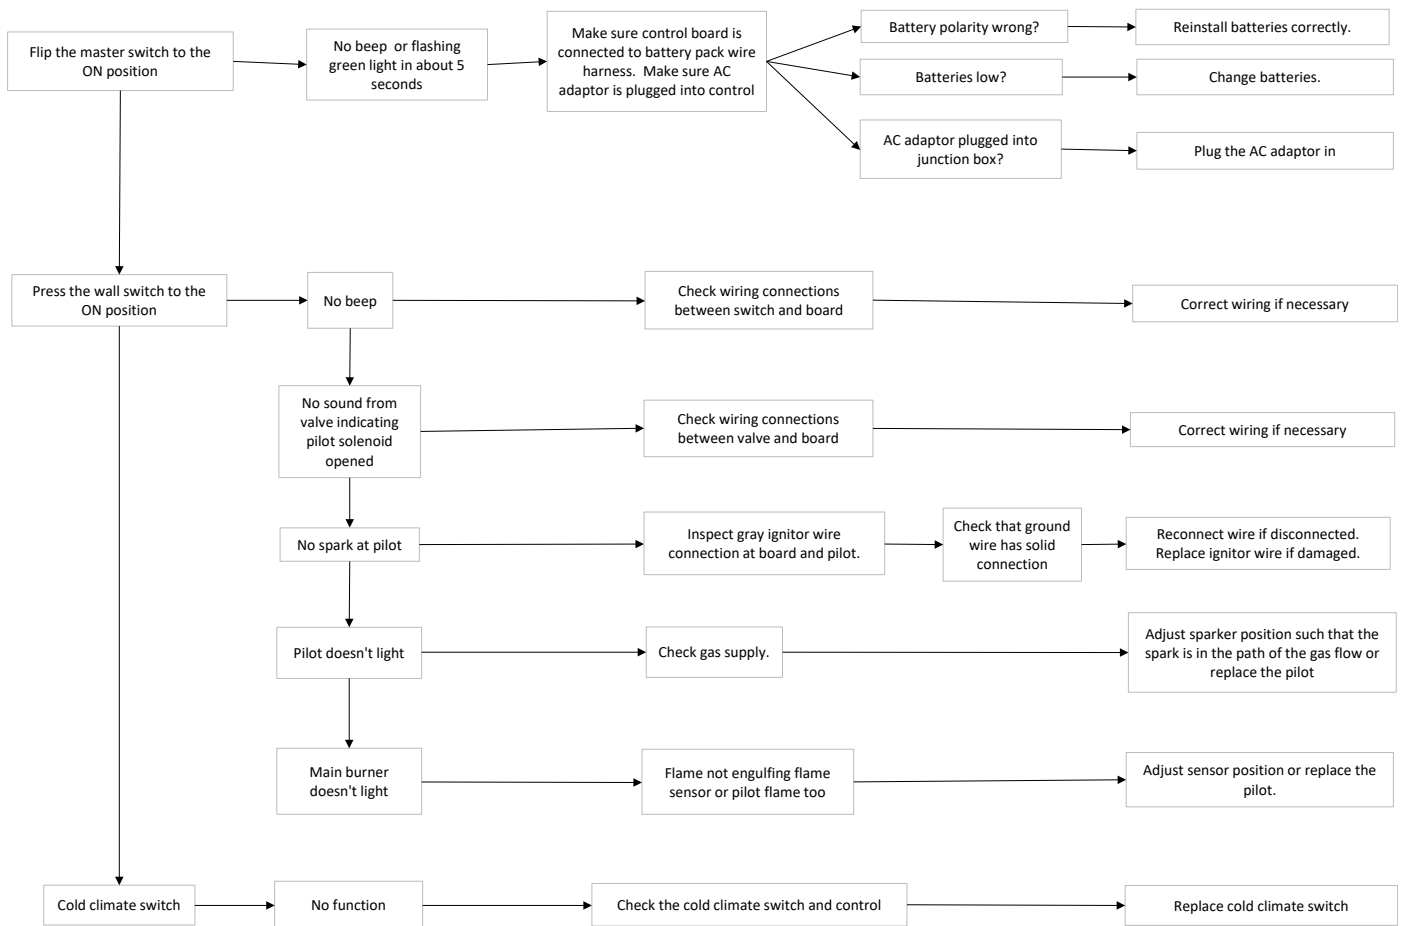 Flip the master switch to the
ON position
No beep or flashing
green light in about 5
seconds
Make sure control board is
connected to battery pack wire
harness. Make sure AC
adaptor is plugged into control
Battery polarity wrong?
Reinstall batteries correctly.
Batteries low?
Change batteries.
AC adaptor plugged into
junction box?
Plug the AC adaptor in
Press the wall switch to the
ON position
No beep
Check wiring connections
between switch and board
Correct wiring if necessary
No sound from
valve indicating
pilot solenoid
opened
Check wiring connections
between valve and board
Correct wiring if necessary
No spark at pilot
Inspect gray ignitor wire
connection at board and pilot.
Check that ground
wire has solid
connection
Reconnect wire if disconnected.
Replace ignitor wire if damaged.
Pilot doesn't light
Check gas supply.
Adjust sparker position such that the
spark is in the path of the gas flow or
replace the pilot
Main burner
doesn't light
Flame not engulfing flame
sensor or pilot flame too
Adjust sensor position or replace the
pilot.
Cold climate switch
No function
Check the cold climate switch and control
Replace cold climate switch